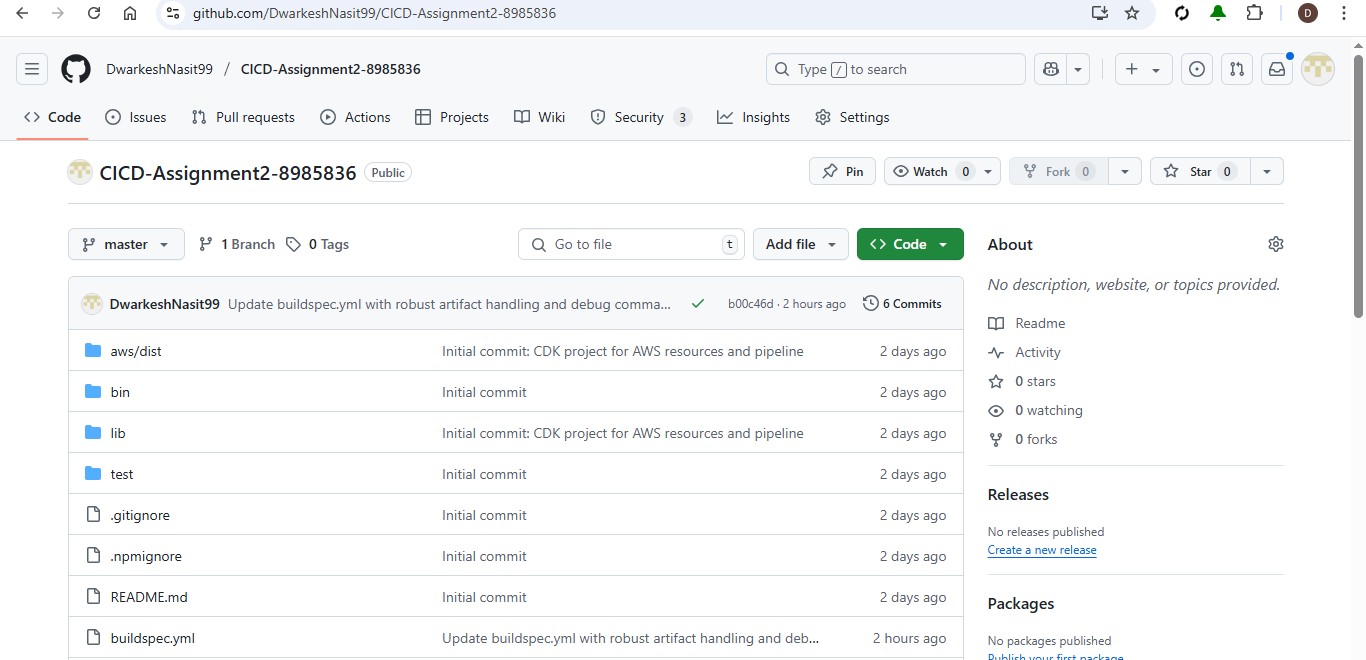 github.com/DwarkeshNasit99/CICD-Assignment2-8985836
D
DwarkeshNasit99 / CICD-Assignment2-8985836
Type / to search
Code Issues Pull requests Actions Projects Wiki Security 3 Insights Settings
CICD-Assignment2-8985836 Public
Pin Watch 0 Fork 0 Star 0
master 1 Branch 0 Tags Go to file t Add file Code
About
No description, website, or topics provided.
DwarkeshNasit99 Update buildspec.yml with robust artifact handling and debug comma... b00c46d · 2 hours ago 6 Commits
Readme
aws/dist Initial commit: CDK project for AWS resources and pipeline 2 days ago
Activity
0 stars
bin Initial commit 2 days ago
0 watching
lib Initial commit: CDK project for AWS resources and pipeline 2 days ago
0 forks
test Initial commit 2 days ago
Releases
.gitignore Initial commit 2 days ago
No releases published
Create a new release
.npmignore Initial commit 2 days ago
README.md Initial commit 2 days ago
Packages
buildspec.yml Update buildspec.yml with robust artifact handling and deb... 2 hours ago
No packages published
Publish your first package